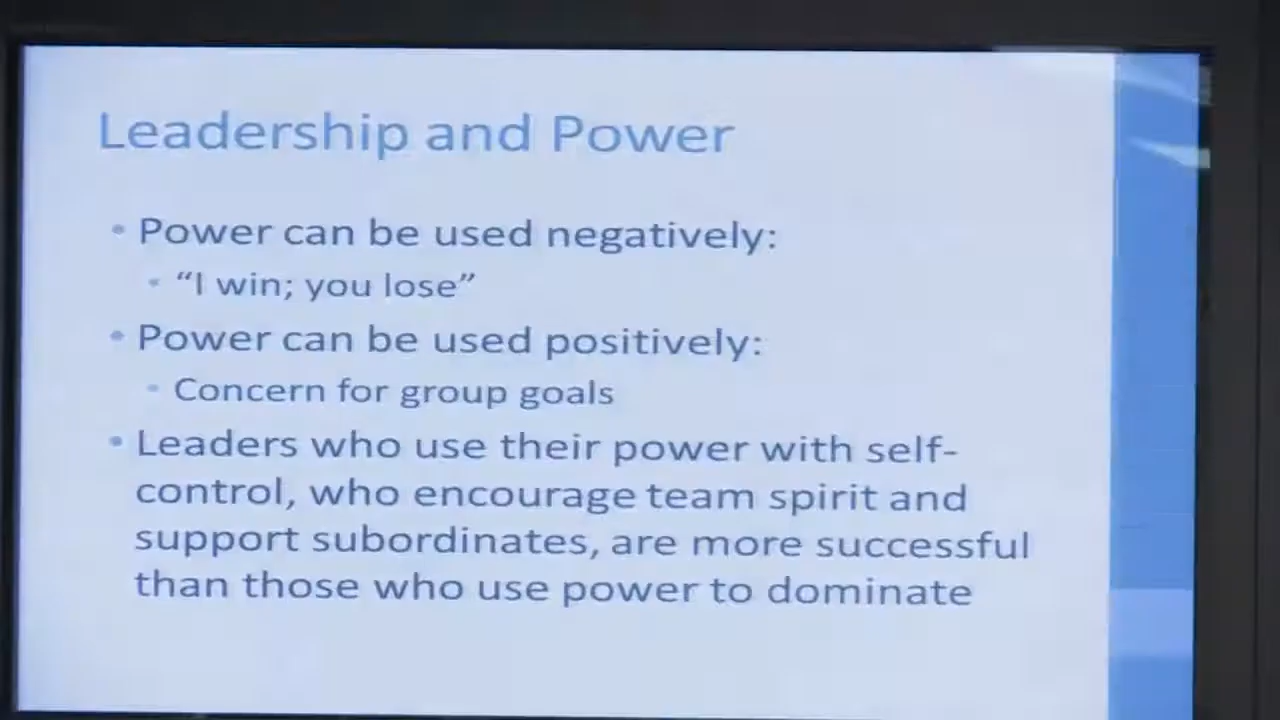 Leadership and Power
• Power can be used negatively:
• “I win; you lose”
• Power can be used positively:
• Concern for group goals
• Leaders who use their power with self-
control, who encourage team spirit and
support subordinates, are more successful
than those who use power to dominate